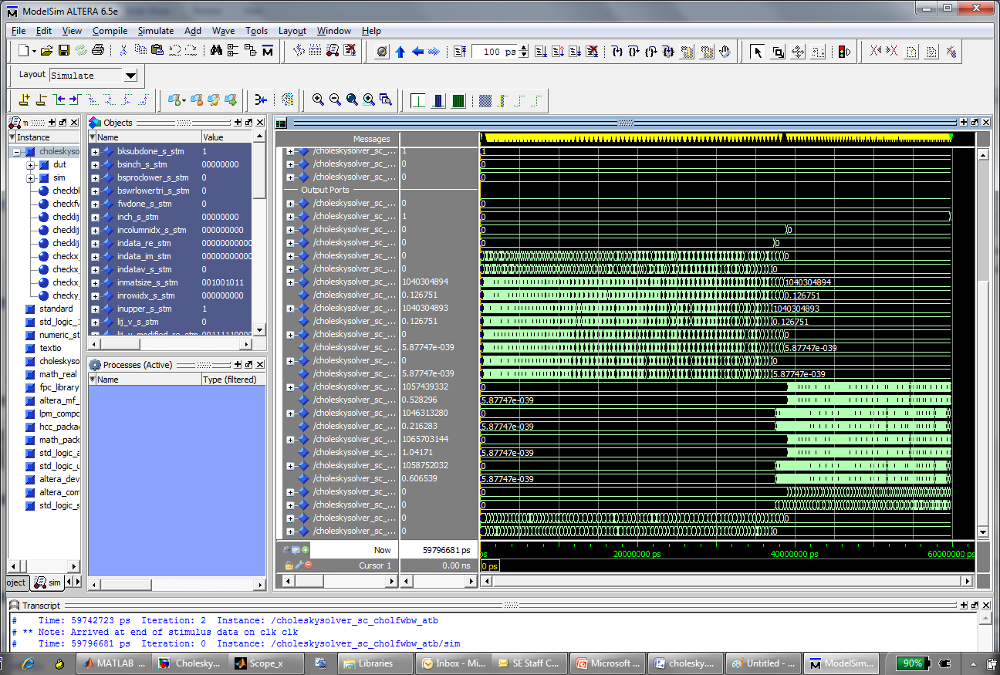 ModelSim ALTERA 6.5e
File Edit View Compile Simulate Add Wave Tools Layout Window Help
100 ps
Layout Simulate
Instance
choleskyso
dut
sim
checkbl
checkfw
checklij
checklij
checklij
checkx_
checkx_
checkx_
checky_
standard
std_logic_1
numeric_st
textio
choleskyso
math_real
fpc_library
altera_mf_
lpm_compo
hcc_packag
math_pack
std_logic_a
std_logic_u
altera_dev
altera_com
std_logic_s
oject sim
Objects
Name Value
bksubdone_s_stm 1
bsinch_s_stm 00000000
bsproclower_s_stm 0
bswrlowertri_s_stm 0
fwdone_s_stm 0
inch_s_stm 00000000
incolumnidx_s_stm 000000000
indata_re_stm 00000000000
indata_im_stm 00000000000
indatav_s_stm 0
inmatsize_s_stm 001001011
inrowidx_s_stm 000000000
inupper_s_stm 1
lij_v_s_stm 0
Processes (Active)
Name Type (filtered)
Messages
/choleskysolver_sc_... 1 1
/choleskysolver_sc_... 0 0
/choleskysolver_sc_... 0 0
Output Ports
/choleskysolver_sc_... 0 0
/choleskysolver_sc_... 1 0
/choleskysolver_sc_... 0 0 0
/choleskysolver_sc_... 0 0 0
/choleskysolver_sc_... 0 0
/choleskysolver_sc_... 0 0
/choleskysolver_sc_... 1040304894 1040304894
/choleskysolver_sc_... 0.126751 0.126751
/choleskysolver_sc_... 1040304893 1040304893
/choleskysolver_sc_... 0.126751 0.126751
/choleskysolver_sc_... 0 0
/choleskysolver_sc_... 5.87747e-039 5.87747e-039
/choleskysolver_sc_... 0 0
/choleskysolver_sc_... 5.87747e-039 5.87747e-039
/choleskysolver_sc_... 1057439332 0
/choleskysolver_sc_... 0.528296 5.87747e-039
/choleskysolver_sc_... 1046313280 0
/choleskysolver_sc_... 0.216283 5.87747e-039
/choleskysolver_sc_... 1065703144 0
/choleskysolver_sc_... 1.04171 5.87747e-039
/choleskysolver_sc_... 1058752032 0
/choleskysolver_sc_... 0.606539 5.87747e-039
/choleskysolver_sc_... 0 0
/choleskysolver_sc_... 0 0
/choleskysolver_sc_... 0 0
/choleskysolver_sc_... 0 0
Now 59796681 ps ps 20000000 ps 40000000 ps 60000000 ps
Cursor 1 0.00 ns 0 ps
Transcript
# Time: 59742723 ps Iteration: 2 Instance: /choleskysolver_sc_cholfwbw_atb
# ** Note: Arrived at end of stimulus data on clk clk
# Time: 59796681 ps Iteration: 0 Instance: /choleskysolver_sc_cholfwbw_atb/sim
MATLAB ... Cholesky-... Scope_x Libraries Inbox - Mi... SE Staff C... Microsoft ... cholesky.... Untitled - ... ModelSim... 90%